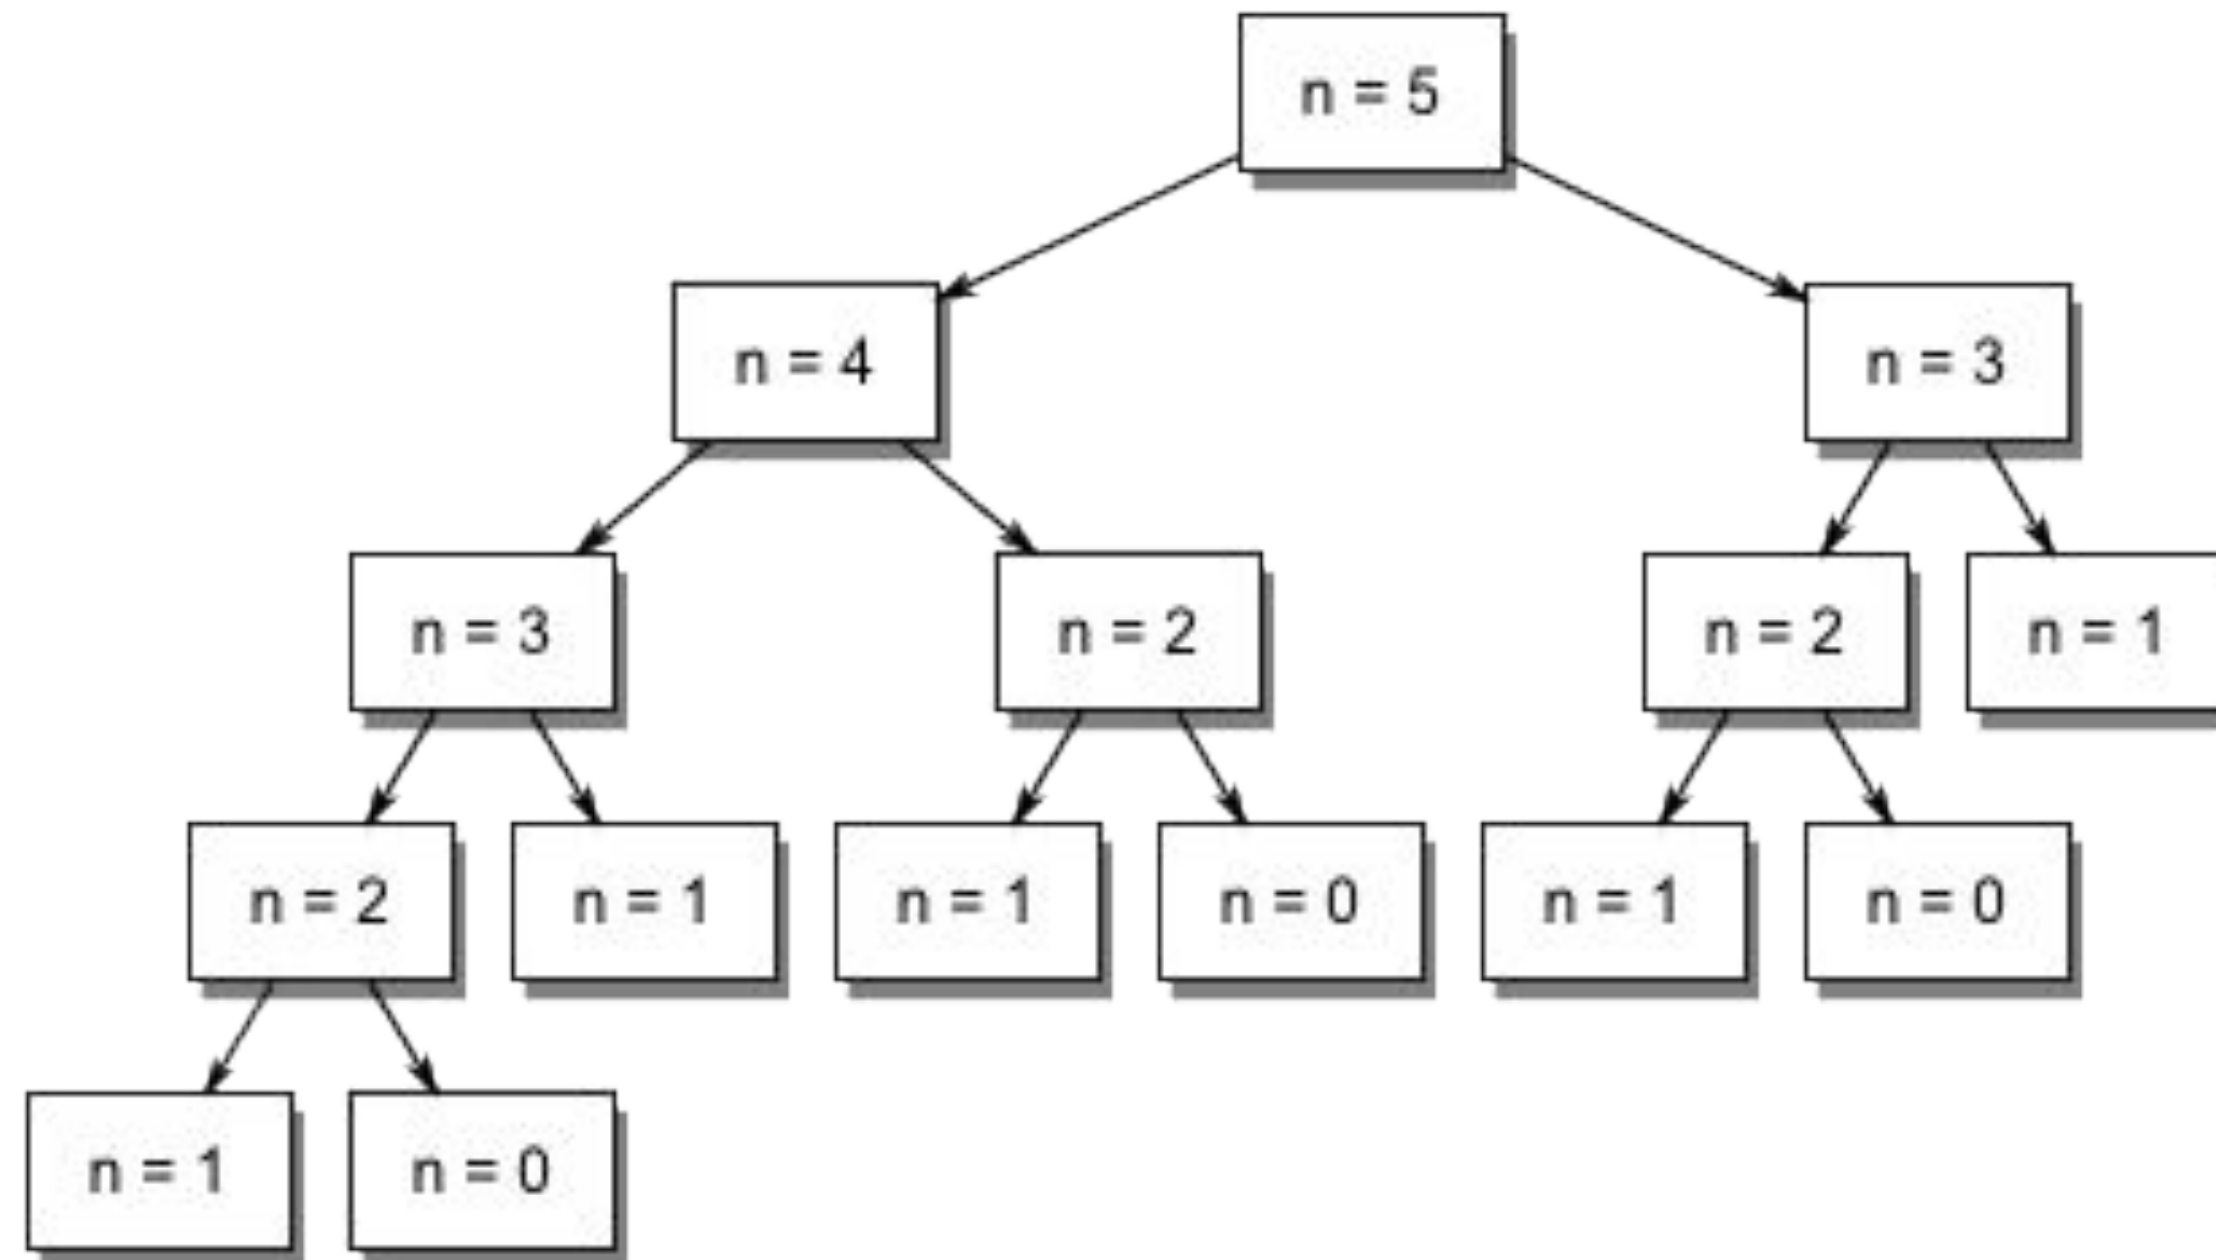 n = 5
n = 4
n = 3
n = 3
n = 2
n = 2
n = 1
n = 2
n = 1
n = 1
n = 0
n = 1
n = 0
n = 1
n = 0